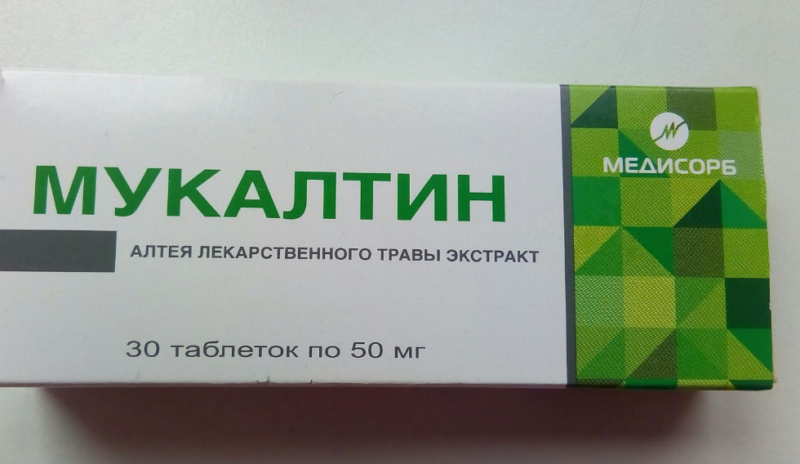 МУКАЛТИН
АЛТЕЯ ЛЕКАРСТВЕННОГО ТРАВЫ ЭКСТРАКТ
30 таблеток по 50 мг
МЕДИСОРБ